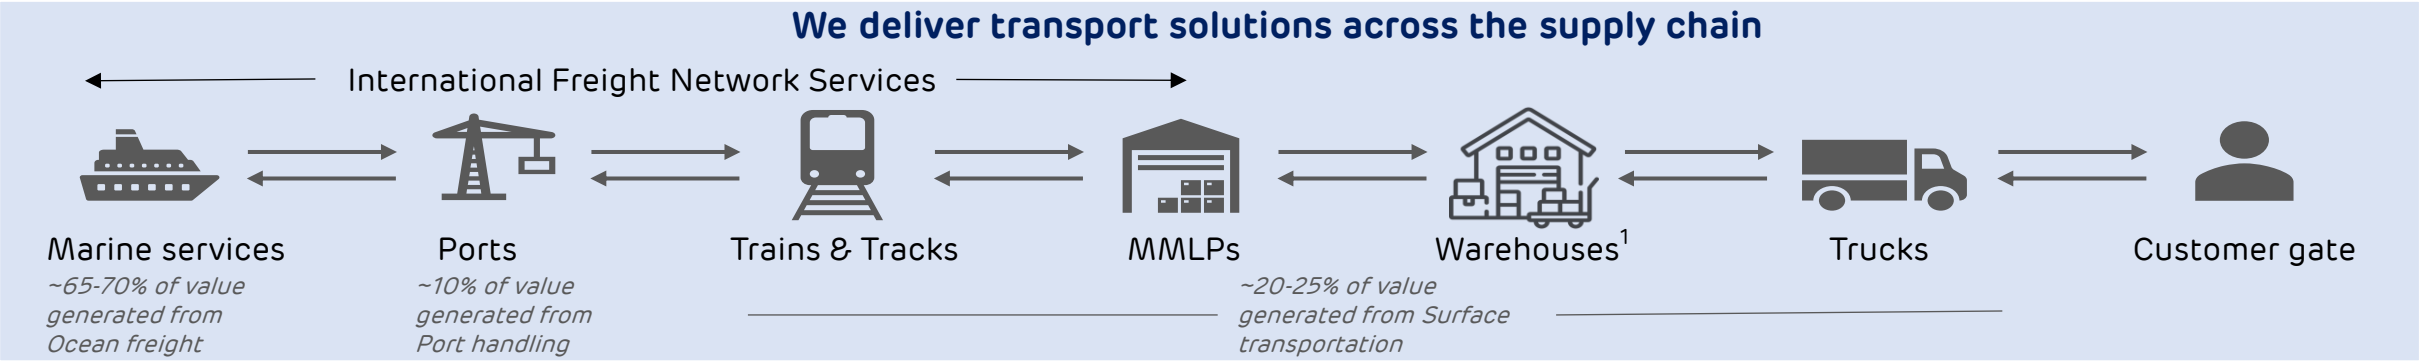 We deliver transport solutions across the supply chain
International Freight Network Services
Marine services
Ports
Trains & Tracks
MMLPs
Warehouses1
Trucks
Customer gate
~65-70% of value
generated from
Ocean freight
~10% of value
generated from
Port handling
~20-25% of value
generated from Surface
transportation